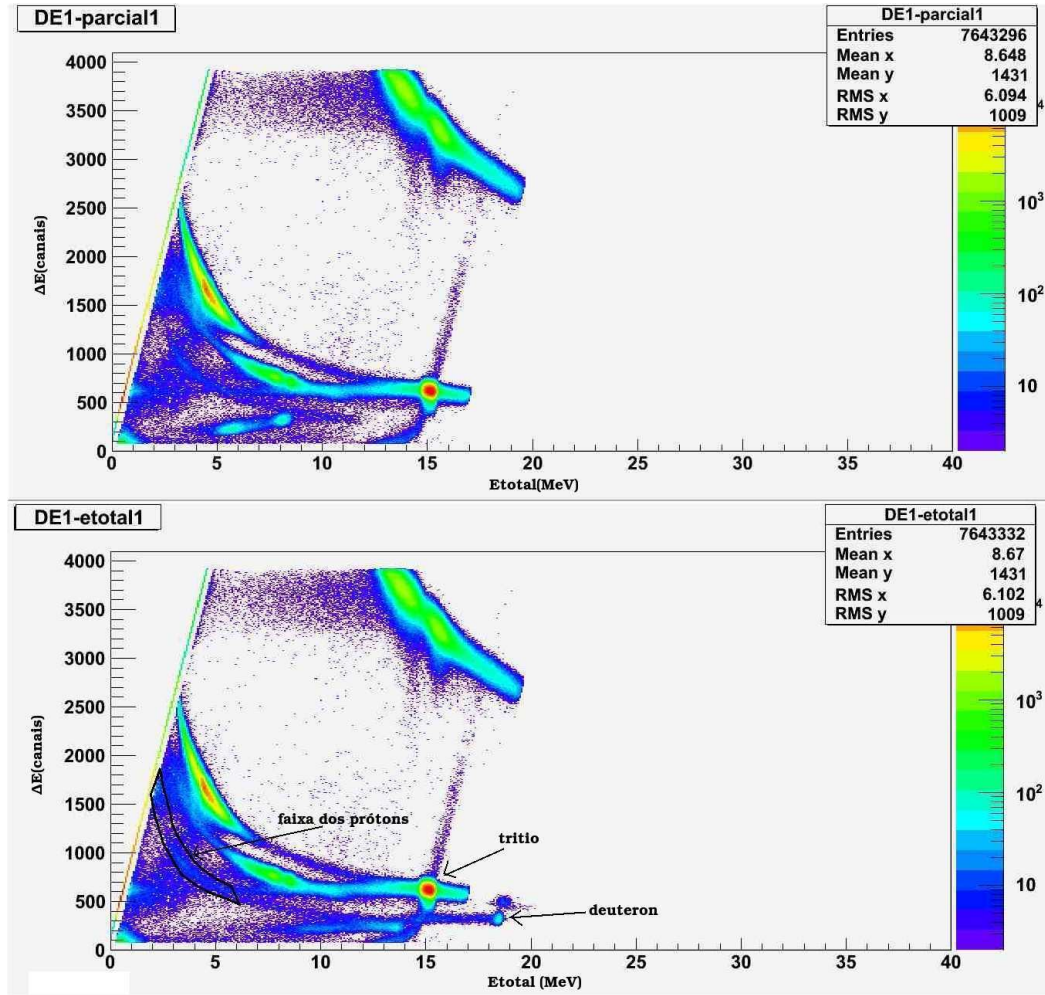 DE1-parcial1
DE1-parcial1
Entries 7643296
Mean x 8.648
Mean y 1431
RMS x 6.094
RMS y 1009
ΔE(canais)
4000
3500
3000
2500
2000
1500
1000
500
0
0 5 10 15 20 25 30 35 40
Etotal(MeV)
4
10³
10²
10
DE1-etotal1
DE1-etotal1
Entries 7643332
Mean x 8.67
Mean y 1431
RMS x 6.102
RMS y 1009
ΔE(canais)
4000
3500
3000
2500
2000
1500
1000
500
0
faixa dos prótons
tritio
deuteron
0 5 10 15 20 25 30 35 40
Etotal (MeV)
4
10³
10²
10